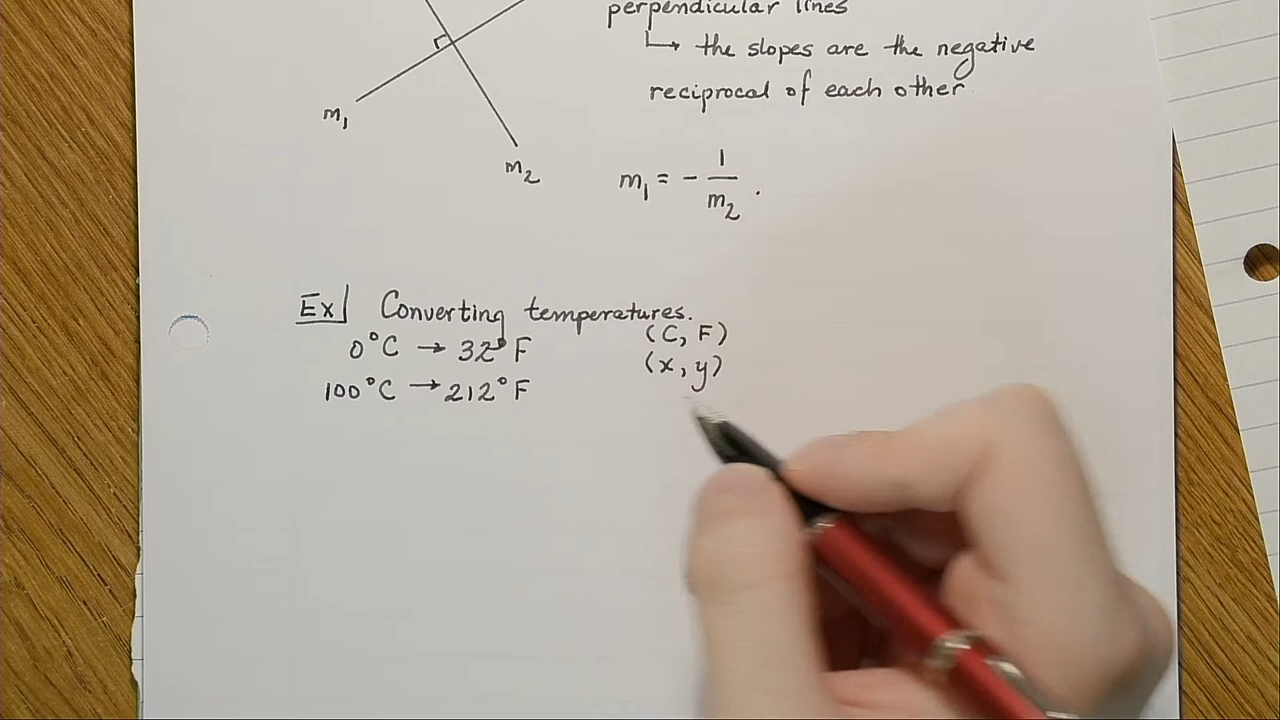 perpendicular lines
↳ the slopes are the negative
reciprocal of each other
m₁
m₂
m₁ = - 1/m₂ .
Ex| Converting temperatures.
0°C → 32°F
(C, F)
100°C → 212°F
(x, y)